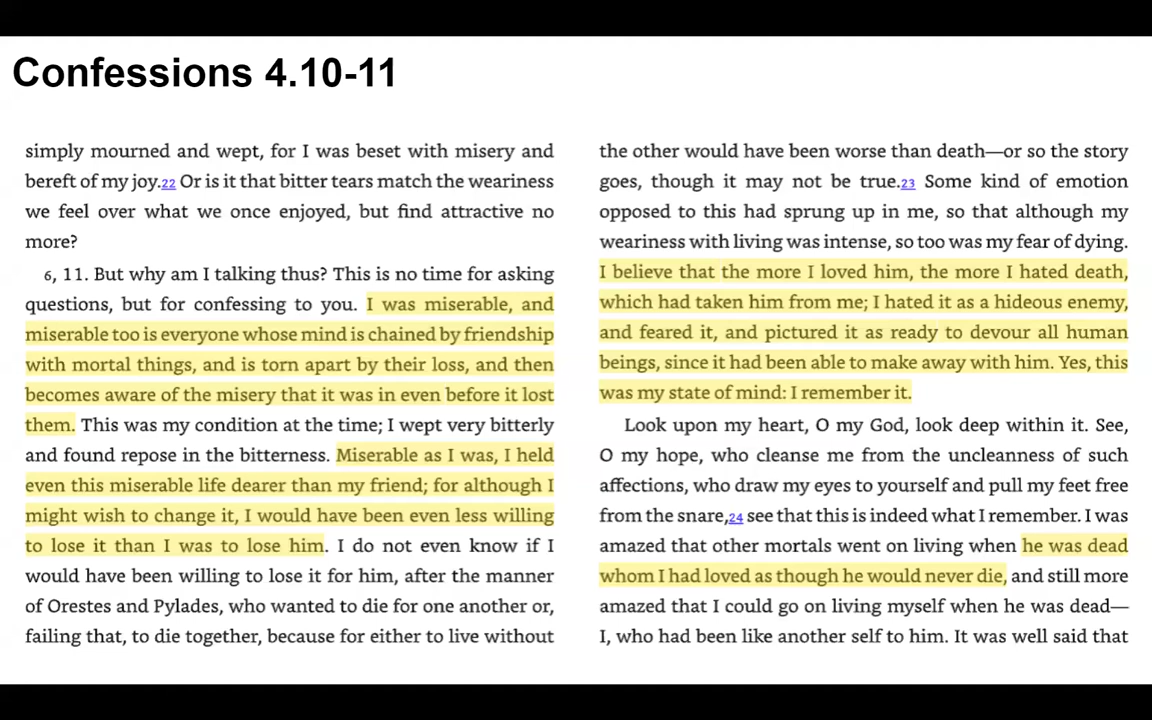 Confessions 4.10-11
simply mourned and wept, for I was beset with misery and
bereft of my joy.22 Or is it that bitter tears match the weariness
we feel over what we once enjoyed, but find attractive no
more?
6, 11. But why am I talking thus? This is no time for asking
questions, but for confessing to you. I was miserable, and
miserable too is everyone whose mind is chained by friendship
with mortal things, and is torn apart by their loss, and then
becomes aware of the misery that it was in even before it lost
them. This was my condition at the time; I wept very bitterly
and found repose in the bitterness. Miserable as I was, I held
even this miserable life dearer than my friend; for although I
might wish to change it, I would have been even less willing
to lose it than I was to lose him. I do not even know if I
would have been willing to lose it for him, after the manner
of Orestes and Pylades, who wanted to die for one another or,
failing that, to die together, because for either to live without
the other would have been worse than death—or so the story
goes, though it may not be true.23 Some kind of emotion
opposed to this had sprung up in me, so that although my
weariness with living was intense, so too was my fear of dying.
I believe that the more I loved him, the more I hated death,
which had taken him from me; I hated it as a hideous enemy,
and feared it, and pictured it as ready to devour all human
beings, since it had been able to make away with him. Yes, this
was my state of mind: I remember it.
Look upon my heart, O my God, look deep within it. See,
O my hope, who cleanse me from the uncleanness of such
affections, who draw my eyes to yourself and pull my feet free
from the snare,24 see that this is indeed what I remember. I was
amazed that other mortals went on living when he was dead
whom I had loved as though he would never die, and still more
amazed that I could go on living myself when he was dead—
I, who had been like another self to him. It was well said that